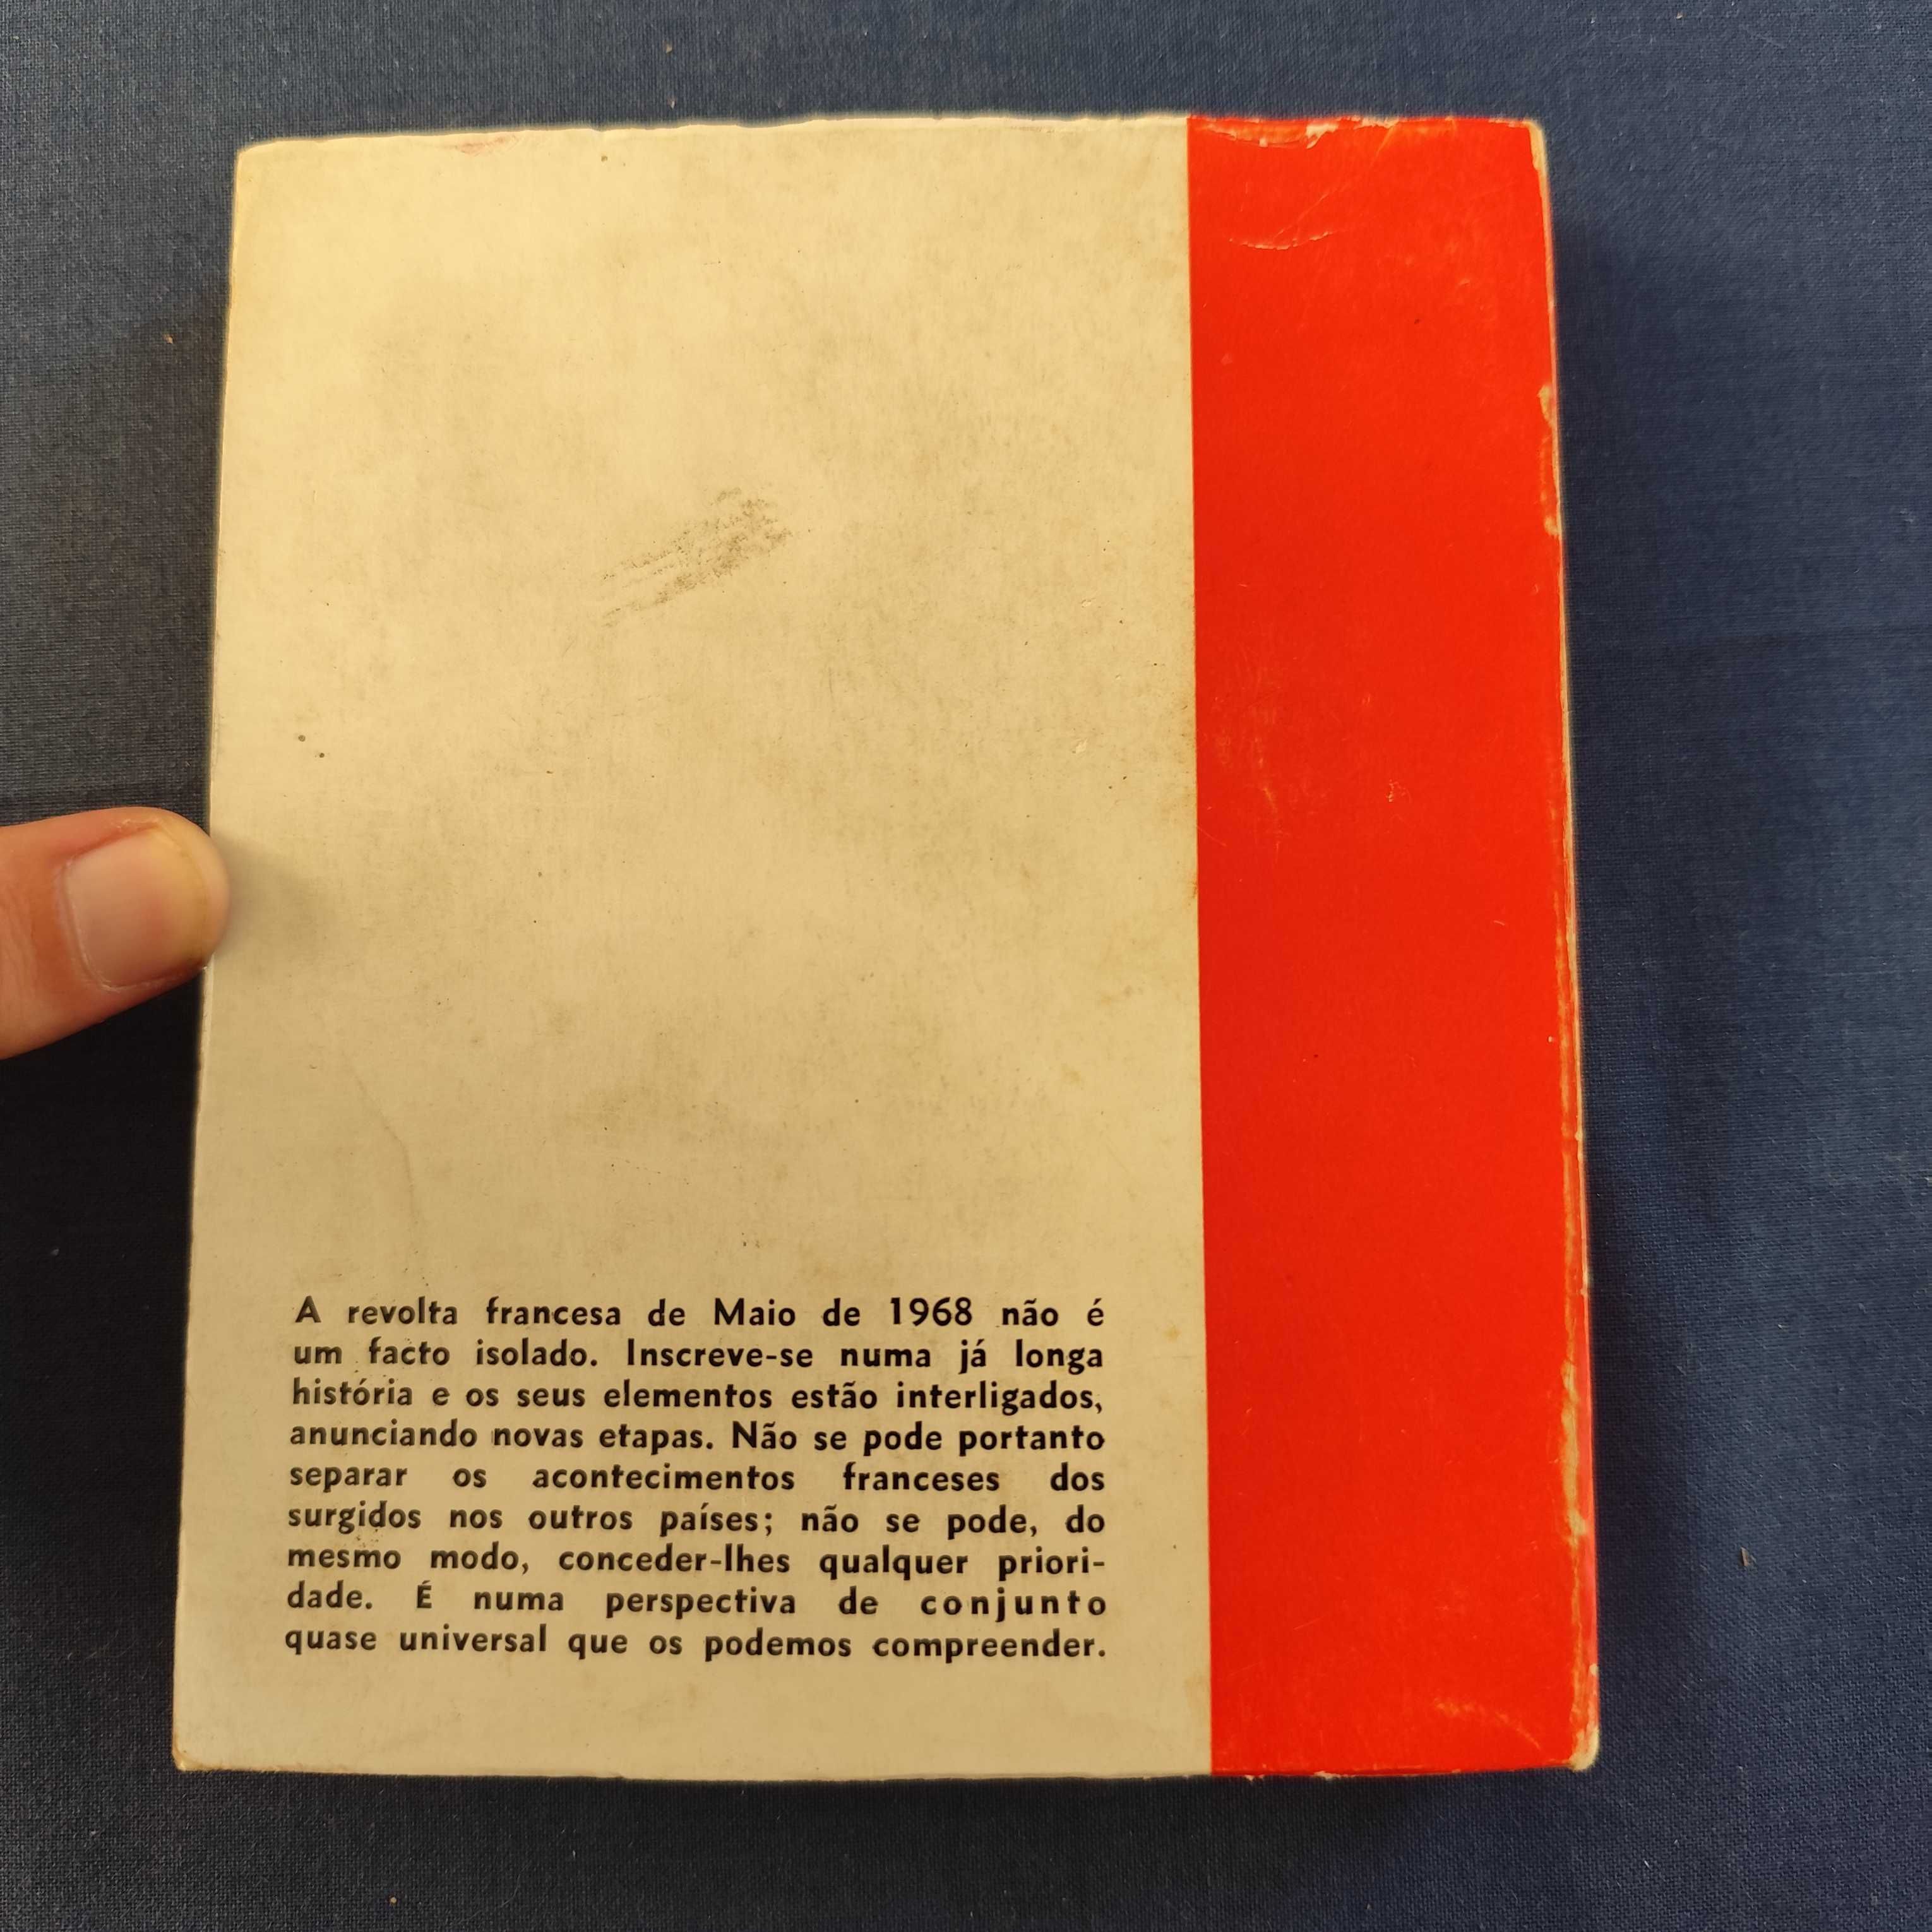 A revolta francesa de Maio de 1968 não é
um facto isolado. Inscreve-se numa já longa
história e os seus elementos estão interligados,
anunciando novas etapas. Não se pode portanto
separar os acontecimentos franceses dos
surgidos nos outros países; não se pode, do
mesmo modo, conceder-lhes qualquer priori-
dade. É numa perspectiva de conjunto
quase universal que os podemos compreender.